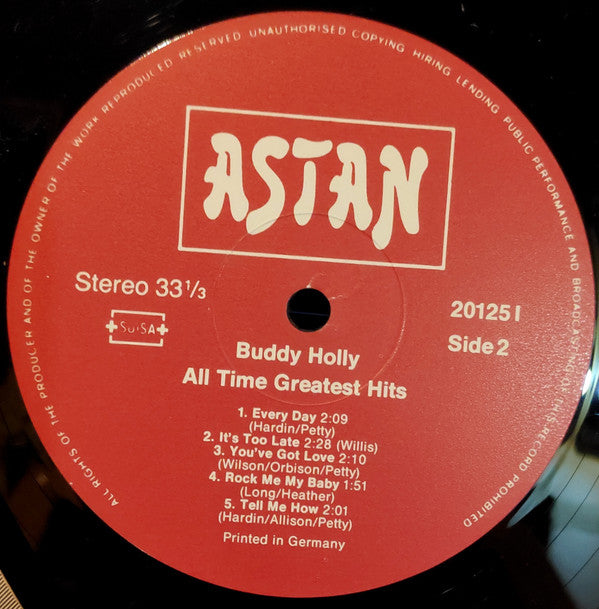 ALL RIGHTS OF THE PRODUCER AND OF THE OWNER OF THE WORK REPRODUCED RESERVED UNAUTHORISED COPYING HIRING LENDING PUBLIC PERFORMANCE AND BROADCASTING OF THIS RECORD PROHIBITED
ASTAN
Stereo 33 1/3
SUISA
20125 I
Side 2
Buddy Holly
All Time Greatest Hits
1. Every Day 2:09
(Hardin/Petty)
2. It's Too Late 2:28 (Willis)
3. You've Got Love 2:10
(Wilson/Orbison/Petty)
4. Rock Me My Baby 1:51
(Long/Heather)
5. Tell Me How 2:01
(Hardin/Allison/Petty)
Printed in Germany